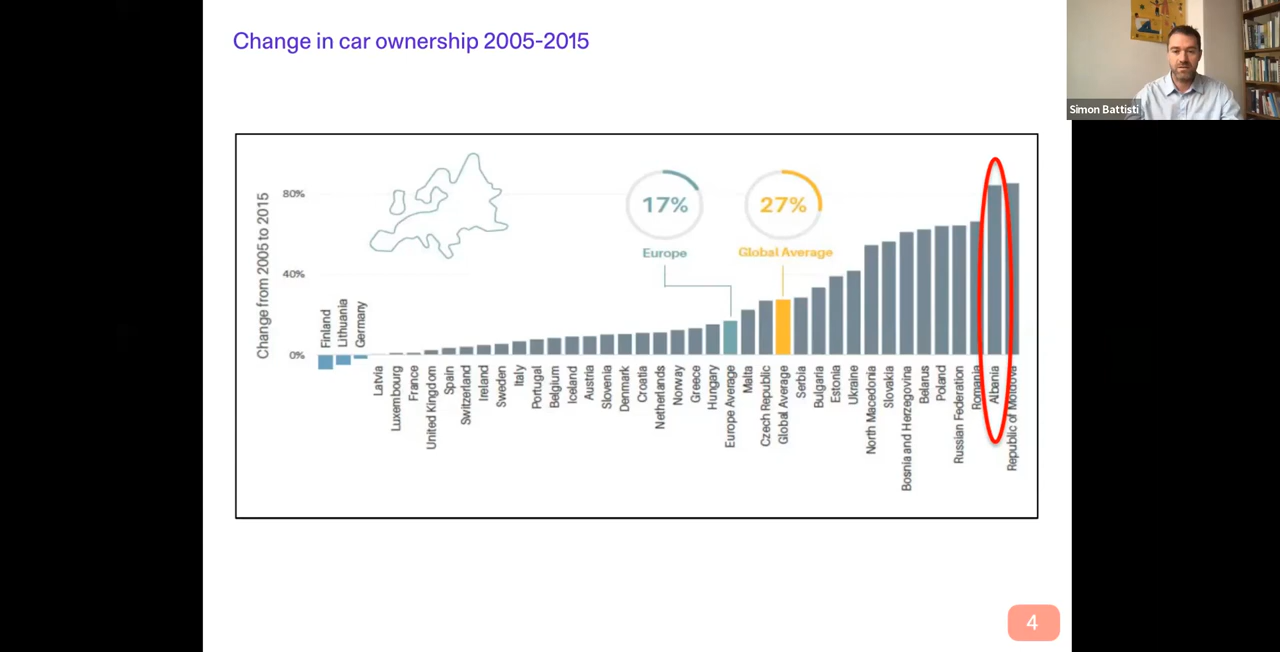 Change in car ownership 2005-2015
Simon Battisti
Change from 2005 to 2015
80%
40%
0%
17%
Europe
27%
Global Average
Finland
Lithuania
Germany
Latvia
Luxembourg
France
United Kingdom
Spain
Switzerland
Ireland
Sweden
Italy
Portugal
Belgium
Iceland
Austria
Slovenia
Denmark
Croatia
Netherlands
Norway
Greece
Hungary
Europe Average
Malta
Czech Republic
Global Average
Serbia
Bulgaria
Estonia
Ukraine
North Macedonia
Slovakia
Bosnia and Herzegovina
Belarus
Poland
Russian Federation
Romania
Albania
Republic of Moldova
4